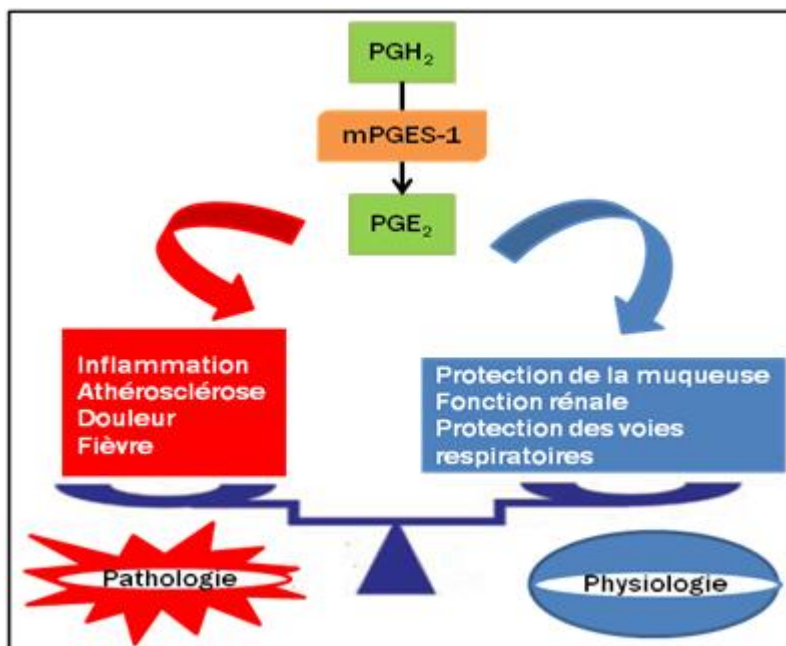 PGH₂
mPGES-1
PGE₂
Inflammation
Athérosclérose
Douleur
Fièvre
Protection de la muqueuse
Fonction rénale
Protection des voies
respiratoires
Pathologie
Physiologie